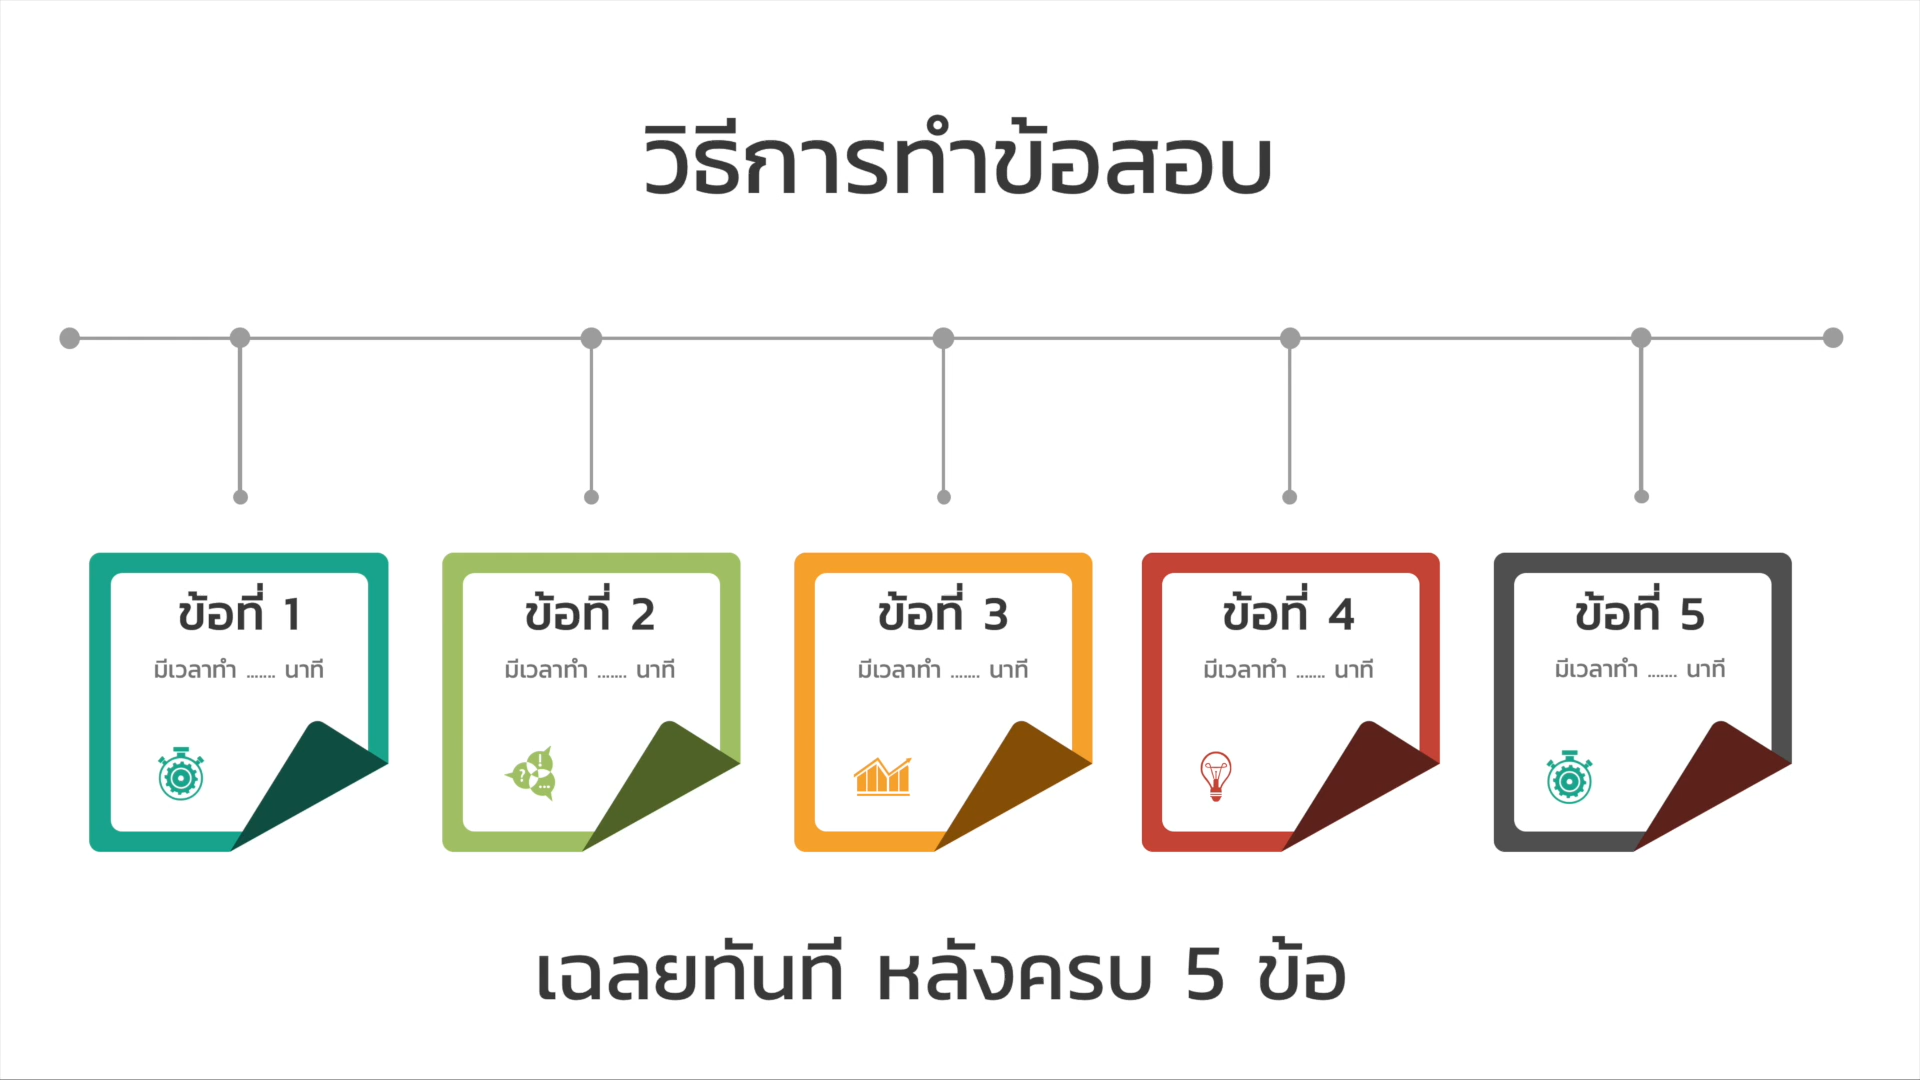 วิธีการทำข้อสอบ
ข้อที่ 1
มีเวลาทำ ....... นาที
ข้อที่ 2
มีเวลาทำ ....... นาที
ข้อที่ 3
มีเวลาทำ ....... นาที
ข้อที่ 4
มีเวลาทำ ....... นาที
ข้อที่ 5
มีเวลาทำ ....... นาที
เฉลยทันที หลังครบ 5 ข้อ